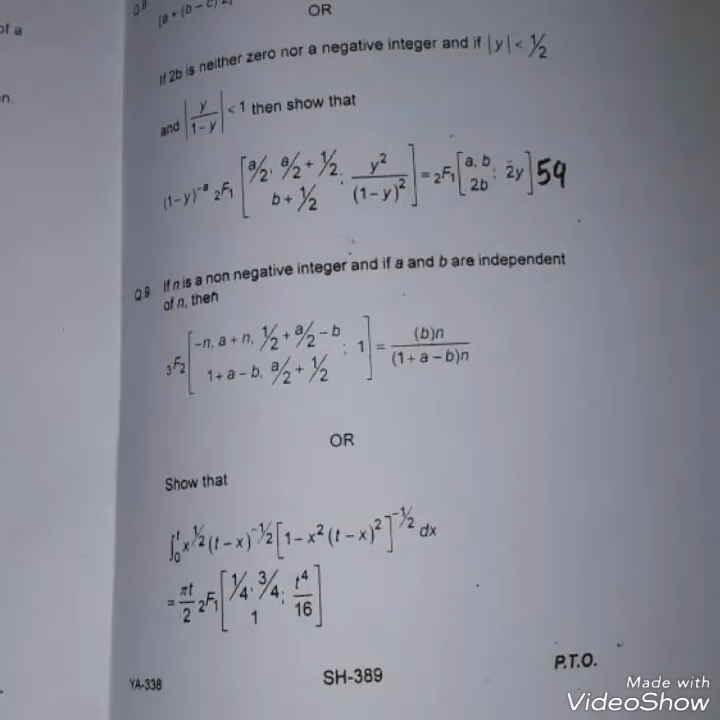 of a
n.
Q.8 [a + (b – c)
OR
If 2b is neither zero nor a negative integer and if |y| < ½
and |y/(1–y)| < 1 then show that
(1–y)⁻ᵃ ₂F₁ [a/2, a/2 + ½ ; b + ½ ; y²/(1–y)²] = ₂F₁ [a, b ; 2b ; 2y] 59
Q.9 If n is a non negative integer and if a and b are independent
of n, then
₃F₂ [–n, a + n, ½ + a/2 – b ; 1 + a – b, a/2 + ½ ; 1] = (b)n/(1 + a – b)n
OR
Show that
∫₀ᵗ x^½ (t – x)^–½ [1 – x² (t – x)²]^–½ dx
= πt/2 ₂F₁ [¼, ¾ ; 1 ; t⁴/16]
P.T.O.
YA-338
SH-389
Made with
VideoShow